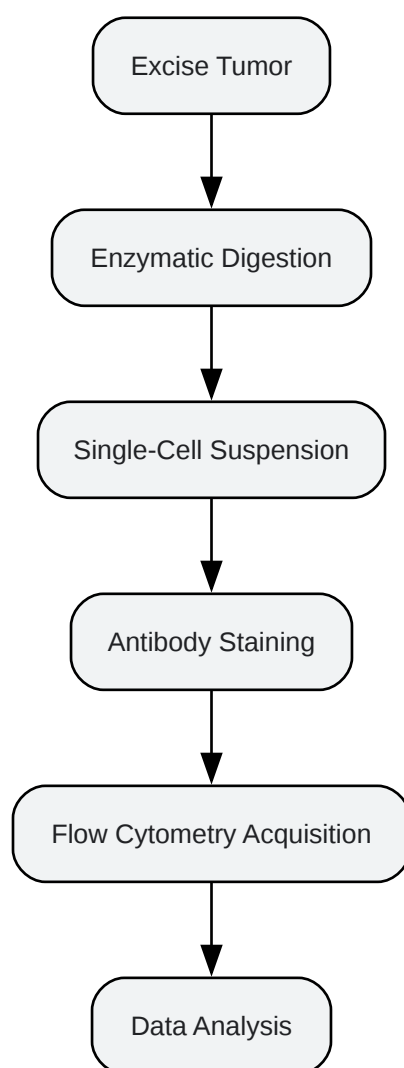 Excise Tumor
Enzymatic Digestion
Single-Cell Suspension
Antibody Staining
Flow Cytometry Acquisition
Data Analysis